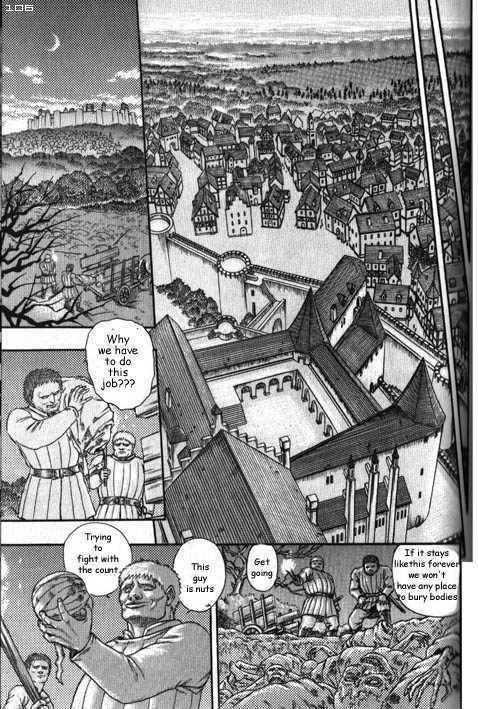 106
Why
we have
to do
this
job???
Trying
to
fight with
the count.
This
guy
is nuts
Get
going
If it stays
likethis forever
we won't
have any place
to bury bodies